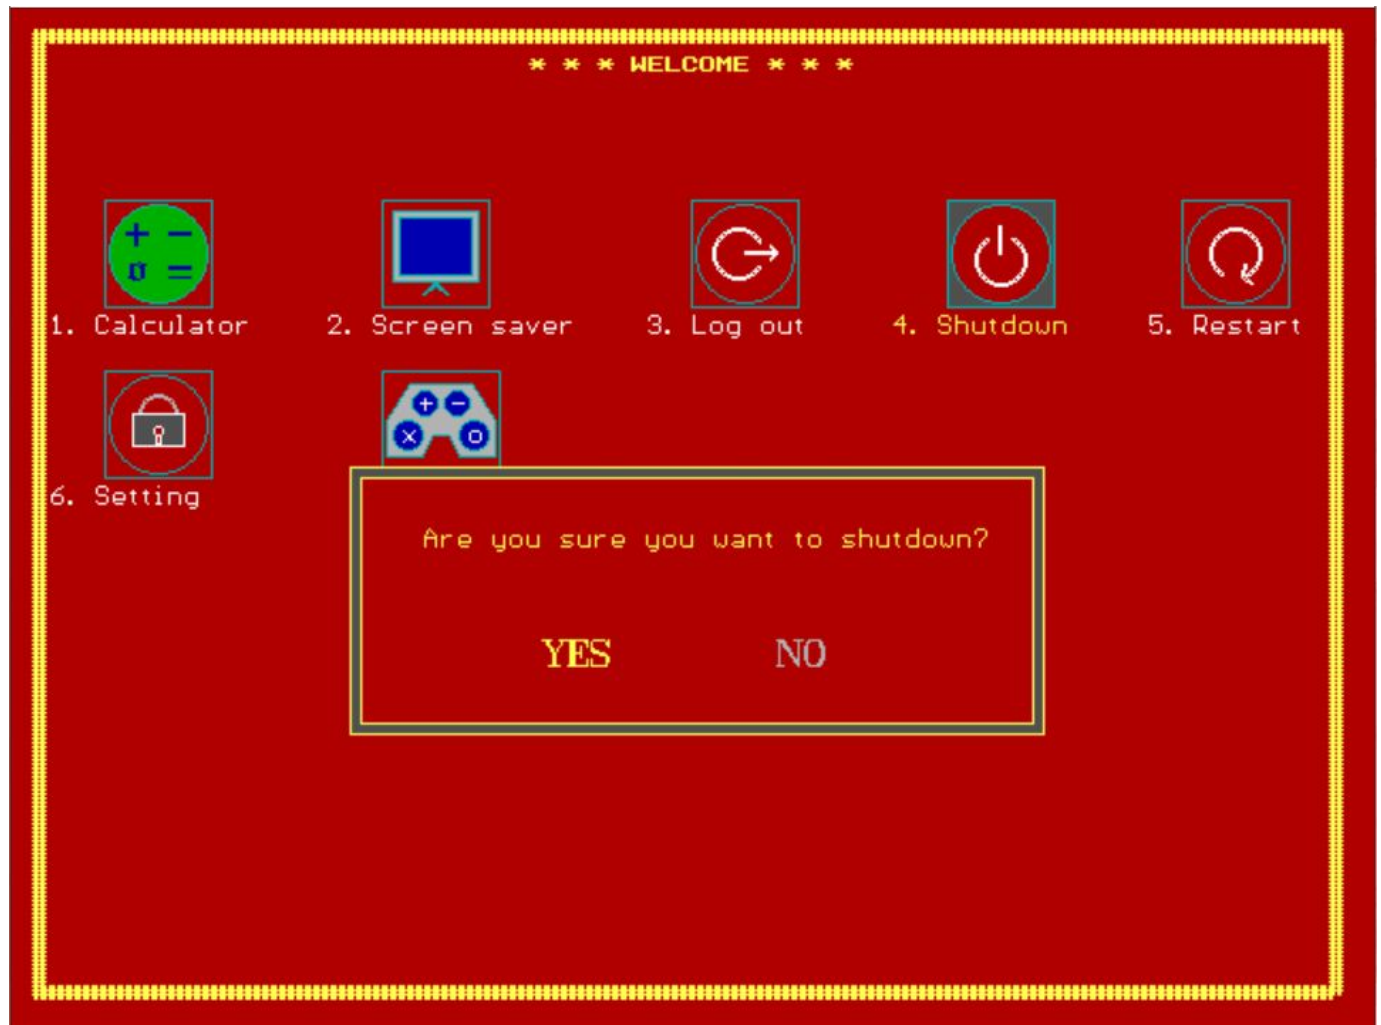 * * * WELCOME * * *
1. Calculator 2. Screen saver 3. Log out 4. Shutdown 5. Restart
6. Setting
Are you sure you want to shutdown?
YES NO